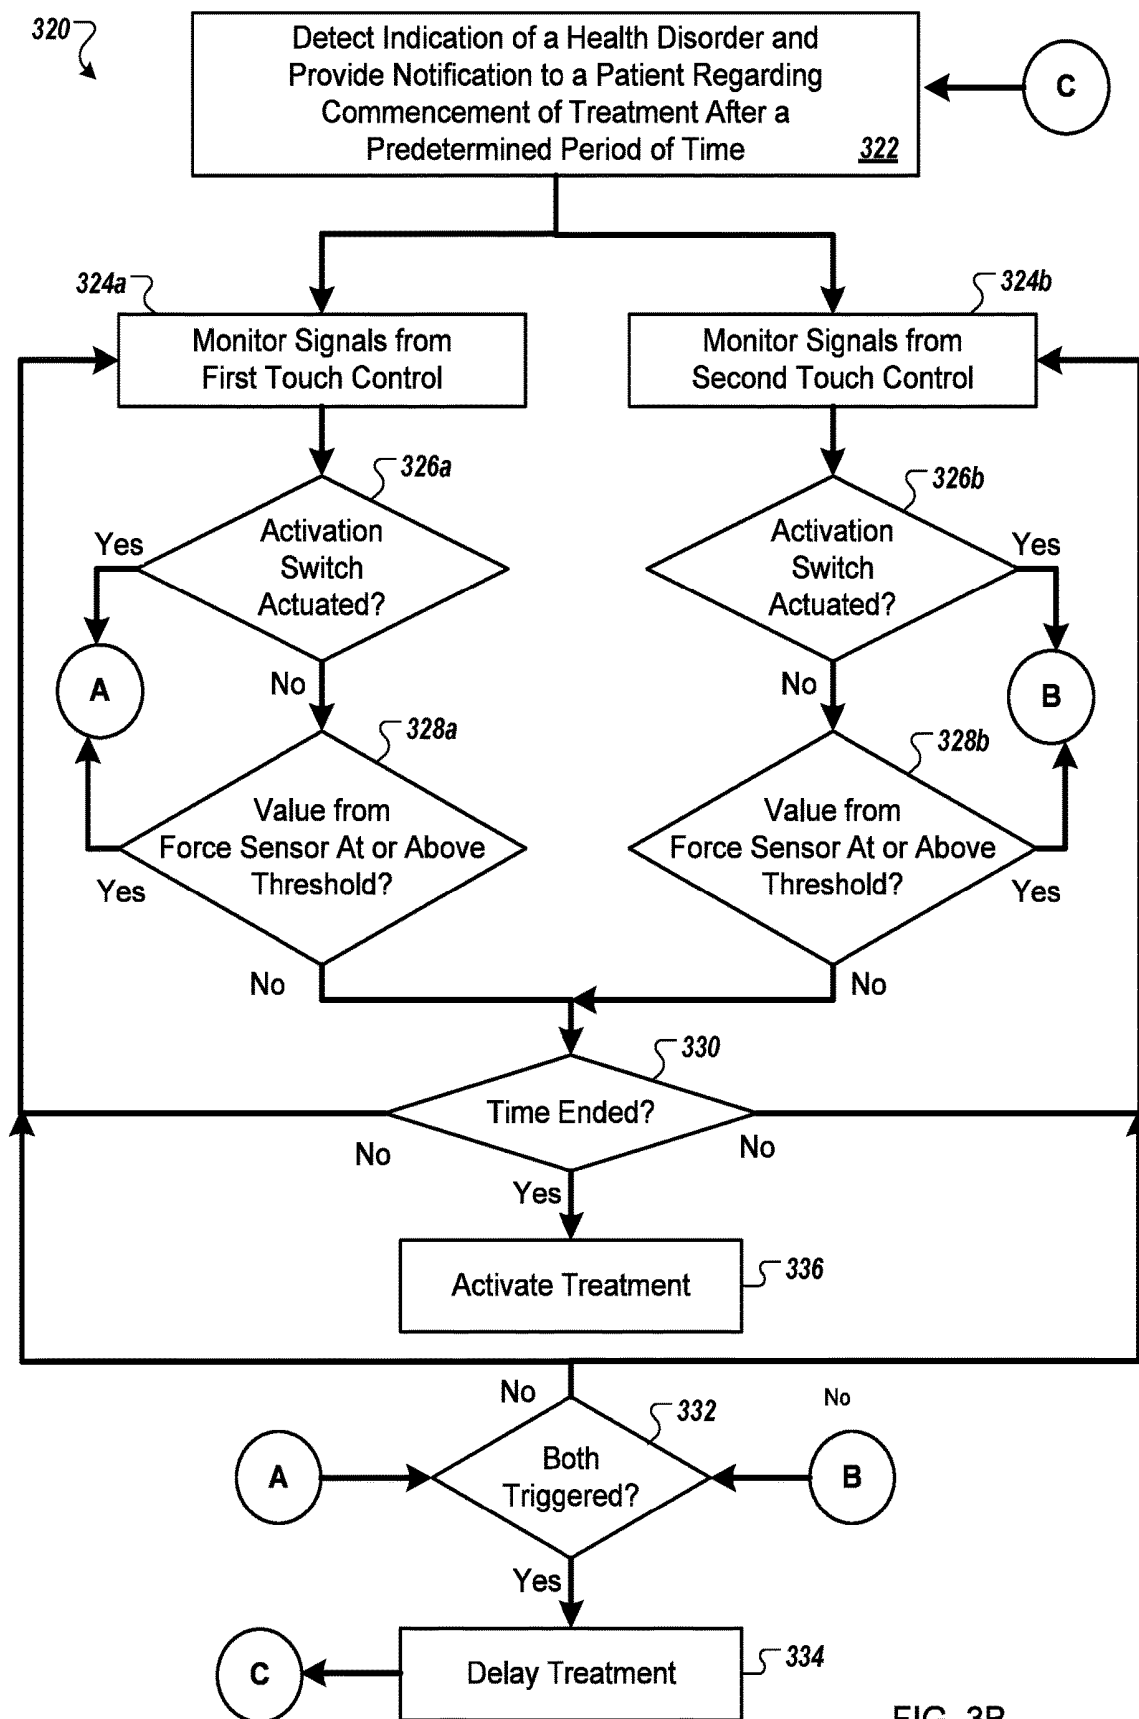 320
Detect Indication of a Health Disorder and
Provide Notification to a Patient Regarding
Commencement of Treatment After a
Predetermined Period of Time
322
C
324a
324b
Monitor Signals from
First Touch Control
Monitor Signals from
Second Touch Control
326a
326b
Yes
Activation
Switch
Actuated?
Activation
Switch
Actuated?
Yes
A
No
No
B
328a
328b
Value from
Force Sensor At or Above
Threshold?
Value from
Force Sensor At or Above
Threshold?
Yes
Yes
No
No
330
Time Ended?
No
No
Yes
Activate Treatment
336
No
332
No
A
Both
Triggered?
B
Yes
C
Delay Treatment
334
FIG. 3B